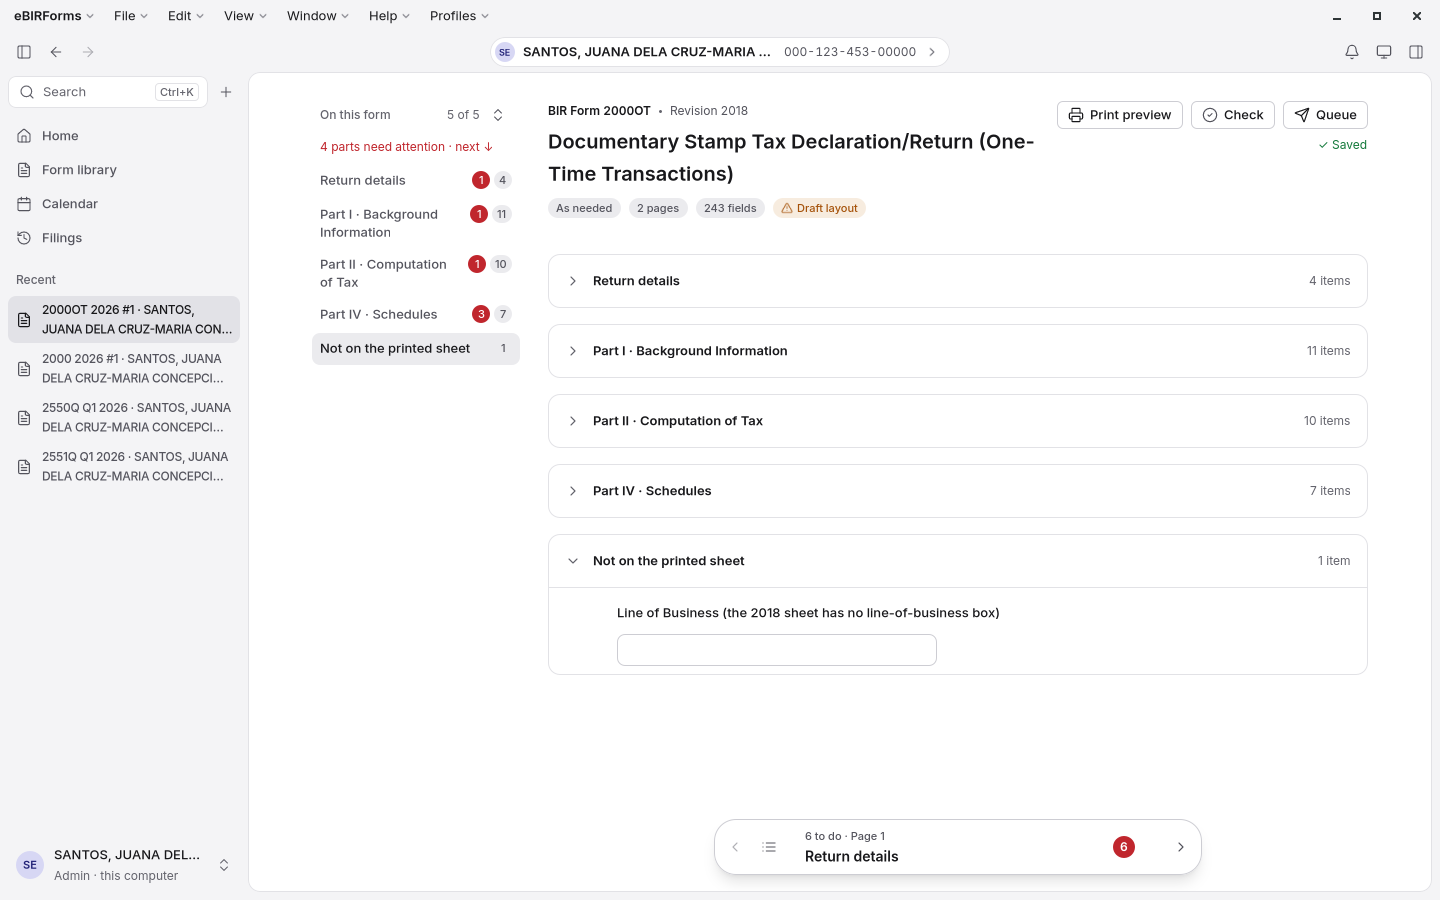 eBIRForms File Edit View Window Help Profiles
SE SANTOS, JUANA DELA CRUZ-MARIA ... 000-123-453-00000
Search Ctrl+K
Home
Form library
Calendar
Filings
Recent
2000OT 2026 #1 · SANTOS,
JUANA DELA CRUZ-MARIA CON...
2000 2026 #1 · SANTOS, JUANA
DELA CRUZ-MARIA CONCEPCI...
2550Q Q1 2026 · SANTOS, JUANA
DELA CRUZ-MARIA CONCEPCI...
2551Q Q1 2026 · SANTOS, JUANA
DELA CRUZ-MARIA CONCEPCI...
SE SANTOS, JUANA DEL...
Admin · this computer
On this form 5 of 5
4 parts need attention · next ↓
Return details 1 4
Part I · Background
Information 1 11
Part II · Computation
of Tax 1 10
Part IV · Schedules 3 7
Not on the printed sheet 1
BIR Form 2000OT • Revision 2018
Documentary Stamp Tax Declaration/Return (One-
Time Transactions)
As needed 2 pages 243 fields Draft layout
Print preview Check Queue
✓ Saved
Return details 4 items
Part I · Background Information 11 items
Part II · Computation of Tax 10 items
Part IV · Schedules 7 items
Not on the printed sheet 1 item
Line of Business (the 2018 sheet has no line-of-business box)
6 to do · Page 1
Return details 6